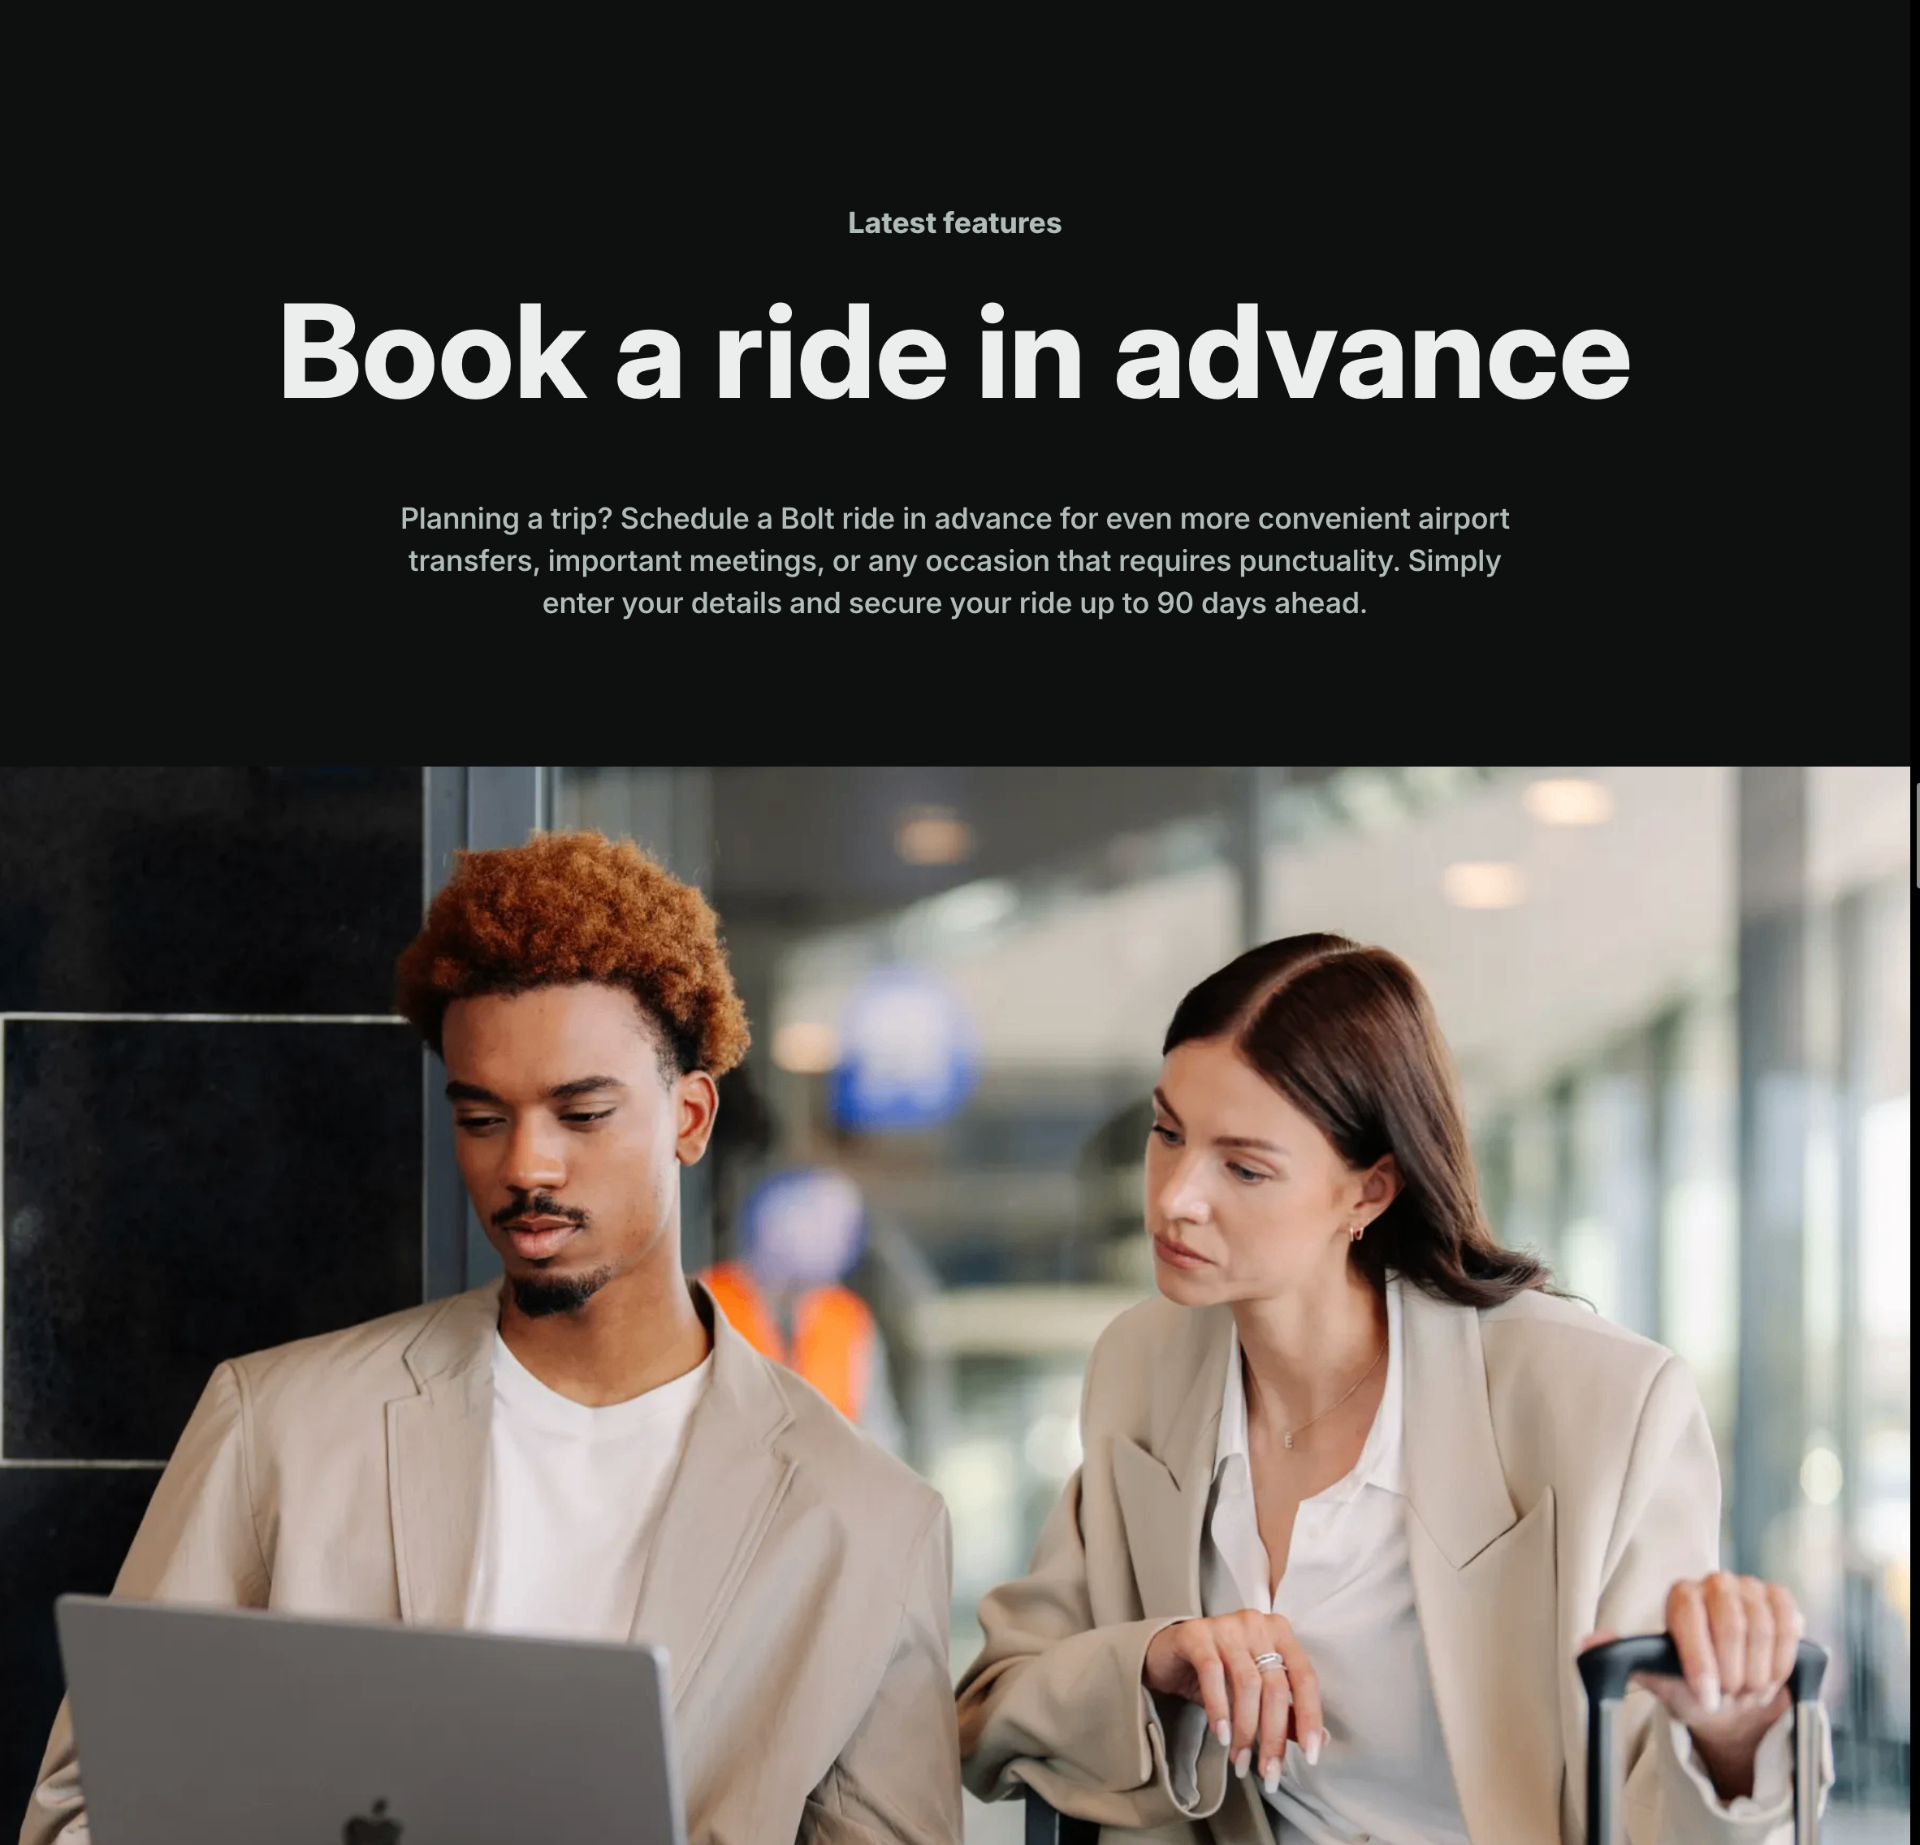 Latest features
Book a ride in advance
Planning a trip? Schedule a Bolt ride in advance for even more convenient airport
transfers, important meetings, or any occasion that requires punctuality. Simply
enter your details and secure your ride up to 90 days ahead.